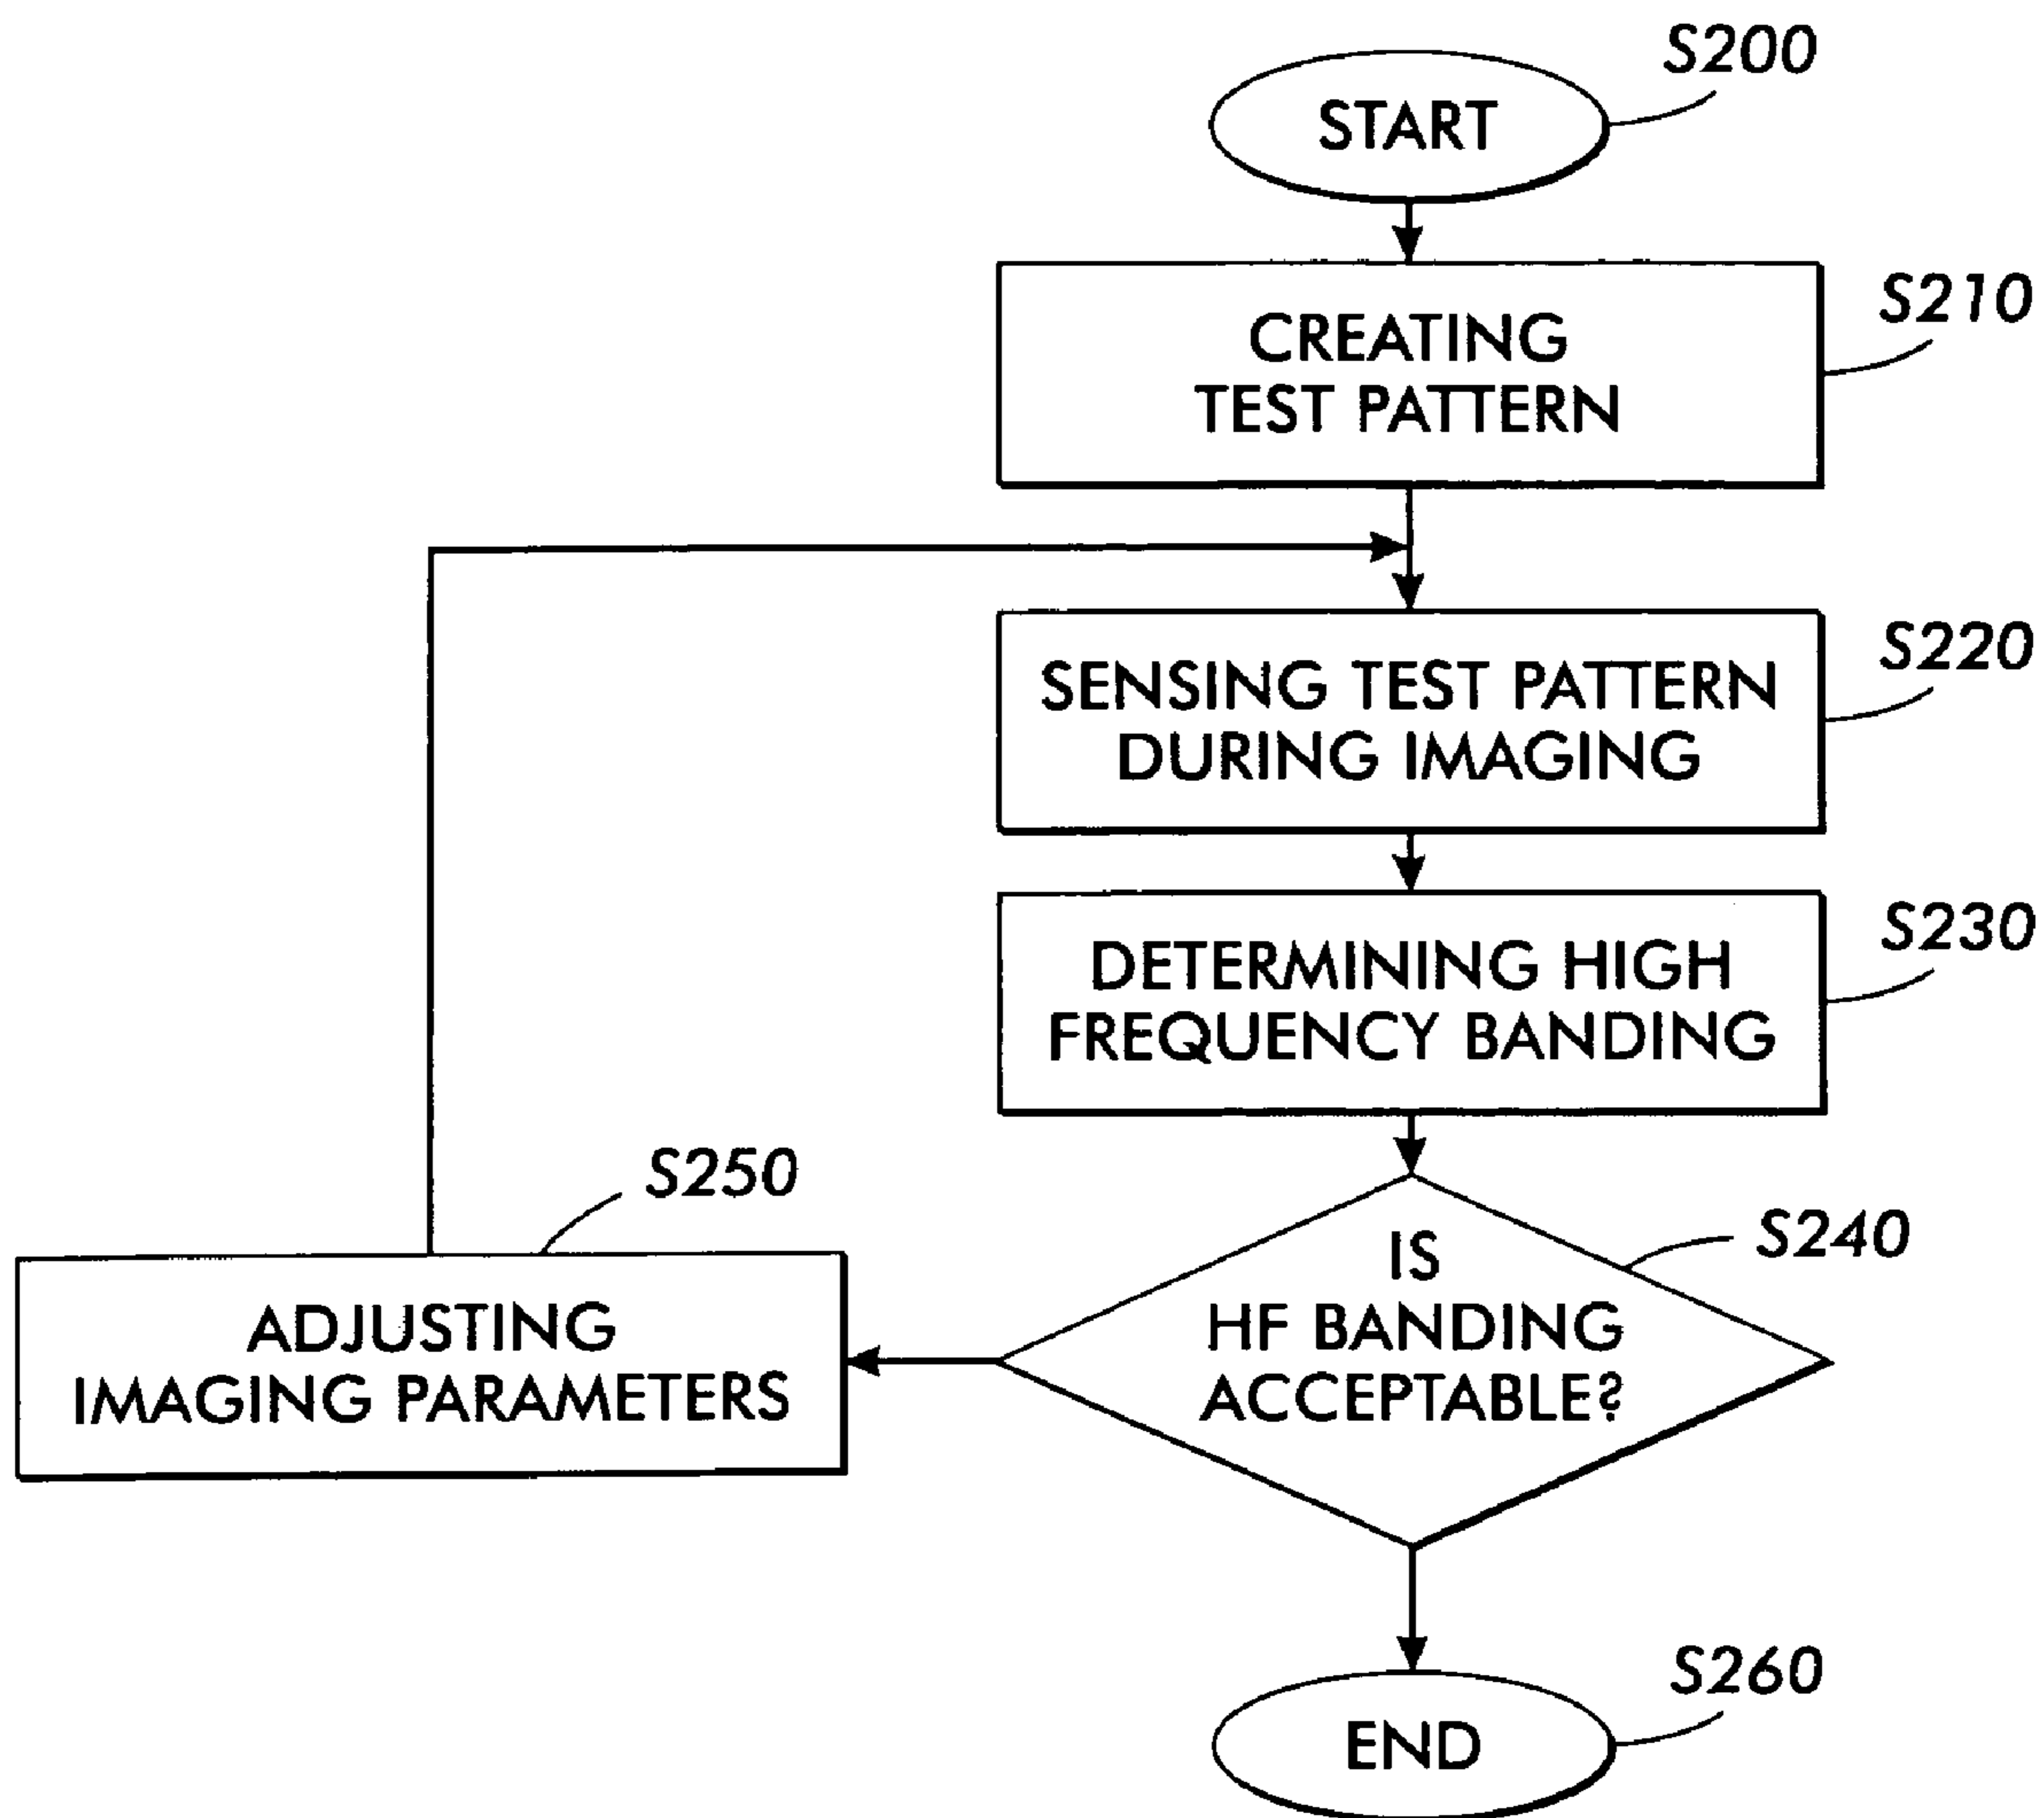 S200
START
S210
CREATING
TEST PATTERN
S220
SENSING TEST PATTERN
DURING IMAGING
S230
DETERMINING HIGH
FREQUENCY BANDING
S240
IS
HF BANDING
ACCEPTABLE?
S250
ADJUSTING
IMAGING PARAMETERS
S260
END